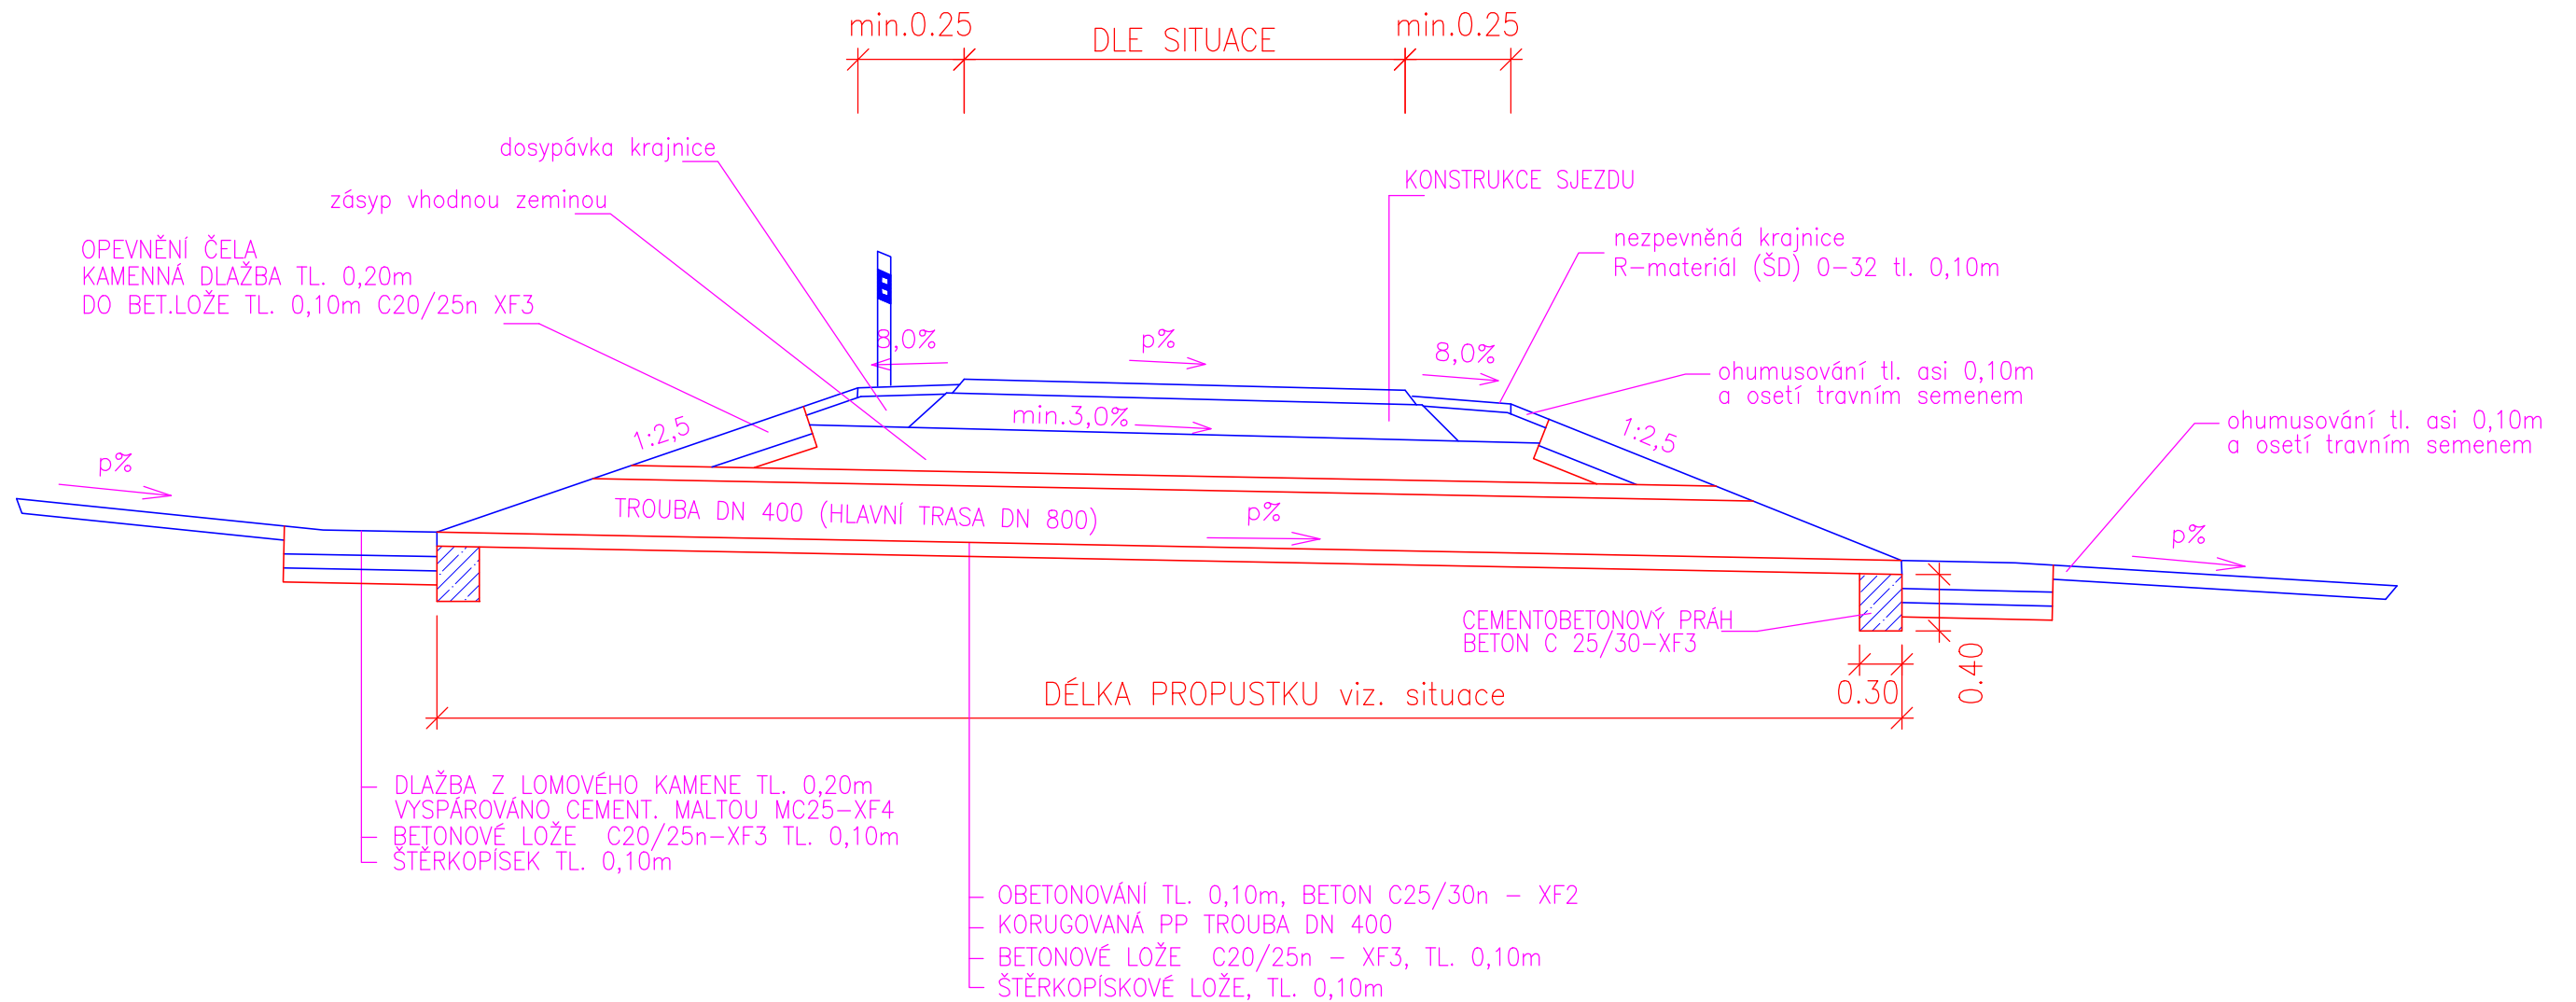 min.0.25
DLE SITUACE
min.0.25
dosypávka krajnice
zásyp vhodnou zeminou
KONSTRUKCE SJEZDU
OPEVNĚNÍ ČELA
KAMENNÁ DLAŽBA TL. 0,20m
DO BET.LOŽE TL. 0,10m C20/25n XF3
nezpevněná krajnice
R-materiál (ŠD) 0-32 tl. 0,10m
8,0%
p%
8,0%
ohumusování tl. asi 0,10m
a osetí travním semenem
min.3,0%
1:2,5
1:2,5
ohumusování tl. asi 0,10m
a osetí travním semenem
p%
TROUBA DN 400 (HLAVNÍ TRASA DN 800)
p%
p%
CEMENTOBETONOVÝ PRÁH
BETON C 25/30-XF3
0.40
0.30
DÉLKA PROPUSTKU viz. situace
DLAŽBA Z LOMOVÉHO KAMENE TL. 0,20m
VYSPÁROVÁNO CEMENT. MALTOU MC25-XF4
BETONOVÉ LOŽE C20/25n-XF3 TL. 0,10m
ŠTĚRKOPÍSEK TL. 0,10m
OBETONOVÁNÍ TL. 0,10m, BETON C25/30n - XF2
KORUGOVANÁ PP TROUBA DN 400
BETONOVÉ LOŽE C20/25n - XF3, TL. 0,10m
ŠTĚRKOPÍSKOVÉ LOŽE, TL. 0,10m